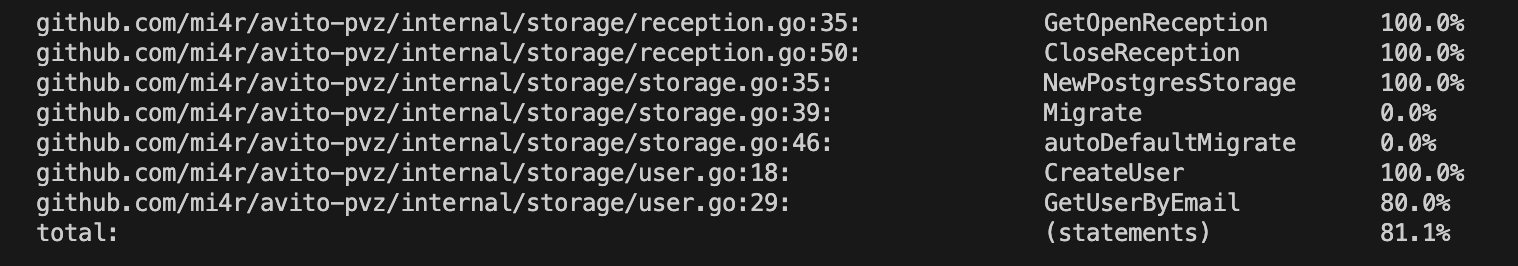 github.com/mi4r/avito-pvz/internal/storage/reception.go:35: GetOpenReception 100.0%
github.com/mi4r/avito-pvz/internal/storage/reception.go:50: CloseReception 100.0%
github.com/mi4r/avito-pvz/internal/storage/storage.go:35: NewPostgresStorage 100.0%
github.com/mi4r/avito-pvz/internal/storage/storage.go:39: Migrate 0.0%
github.com/mi4r/avito-pvz/internal/storage/storage.go:46: autoDefaultMigrate 0.0%
github.com/mi4r/avito-pvz/internal/storage/user.go:18: CreateUser 100.0%
github.com/mi4r/avito-pvz/internal/storage/user.go:29: GetUserByEmail 80.0%
total: (statements) 81.1%